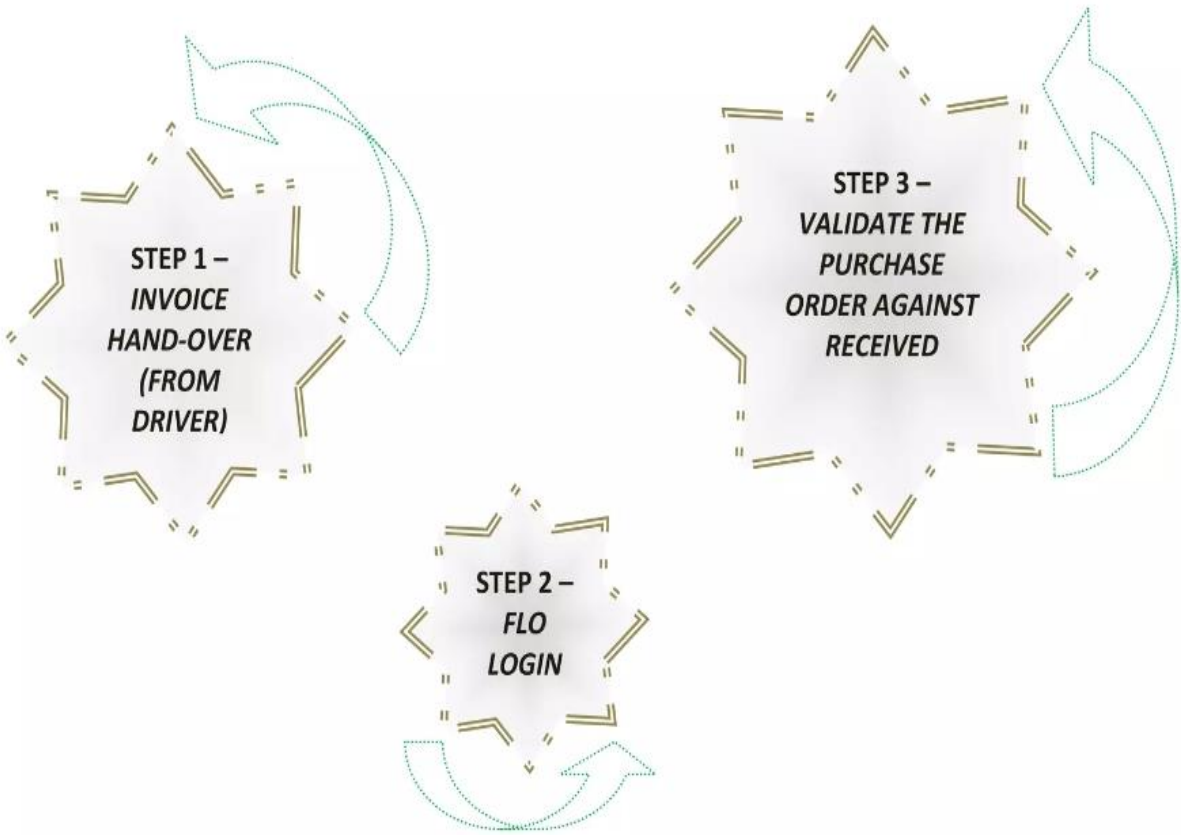 STEP 1 –
INVOICE
HAND-OVER
(FROM
DRIVER)
STEP 2 –
FLO
LOGIN
STEP 3 –
VALIDATE THE
PURCHASE
ORDER AGAINST
RECEIVED